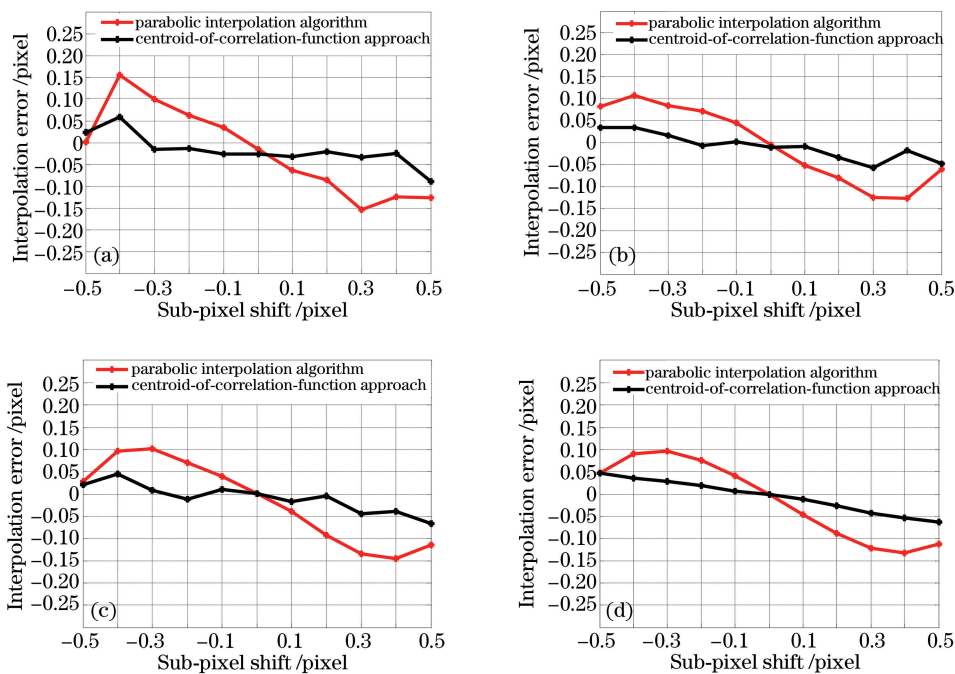 parabolic interpolation algorithm
centroid-of-correlation-function approach
Interpolation error /pixel
0.25
0.20
0.15
0.10
0.05
0
−0.05
−0.10
−0.15
−0.20
−0.25
(a)
−0.5 −0.3 −0.1 0.1 0.3 0.5
Sub-pixel shift /pixel
parabolic interpolation algorithm
centroid-of-correlation-function approach
Interpolation error /pixel
0.25
0.20
0.15
0.10
0.05
0
−0.05
−0.10
−0.15
−0.20
−0.25
(b)
−0.5 −0.3 −0.1 0.1 0.3 0.5
Sub-pixel shift /pixel
parabolic interpolation algorithm
centroid-of-correlation-function approach
Interpolation error /pixel
0.25
0.20
0.15
0.10
0.05
0
−0.05
−0.10
−0.15
−0.20
−0.25
(c)
−0.5 −0.3 −0.1 0.1 0.3 0.5
Sub-pixel shift /pixel
parabolic interpolation algorithm
centroid-of-correlation-function approach
Interpolation error /pixel
0.25
0.20
0.15
0.10
0.05
0
−0.05
−0.10
−0.15
−0.20
−0.25
(d)
−0.5 −0.3 −0.1 0.1 0.3 0.5
Sub-pixel shift /pixel